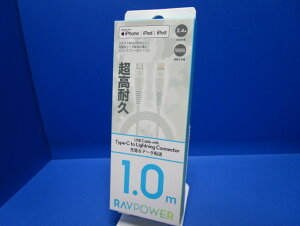 iPhone iPad iPod
2.4A
超高耐久
USB Cable with
Type-C to Lightning Connector
充電&データ転送
1.0m
RAVPOWER